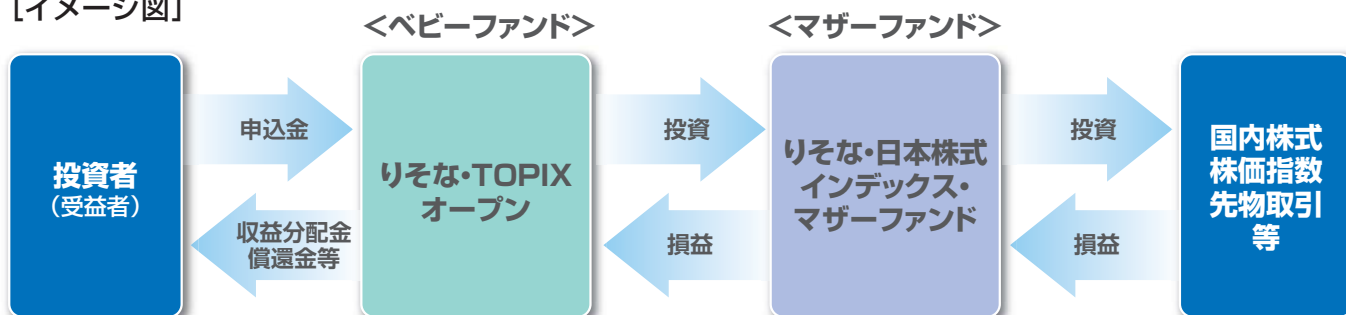 ［イメージ図］
＜ベビーファンド＞
＜マザーファンド＞
投資者
（受益者）
申込金
収益分配金
償還金等
りそな・TOPIX
オープン
投資
損益
りそな・日本株式
インデックス・
マザーファンド
投資
損益
国内株式
株価指数
先物取引
等